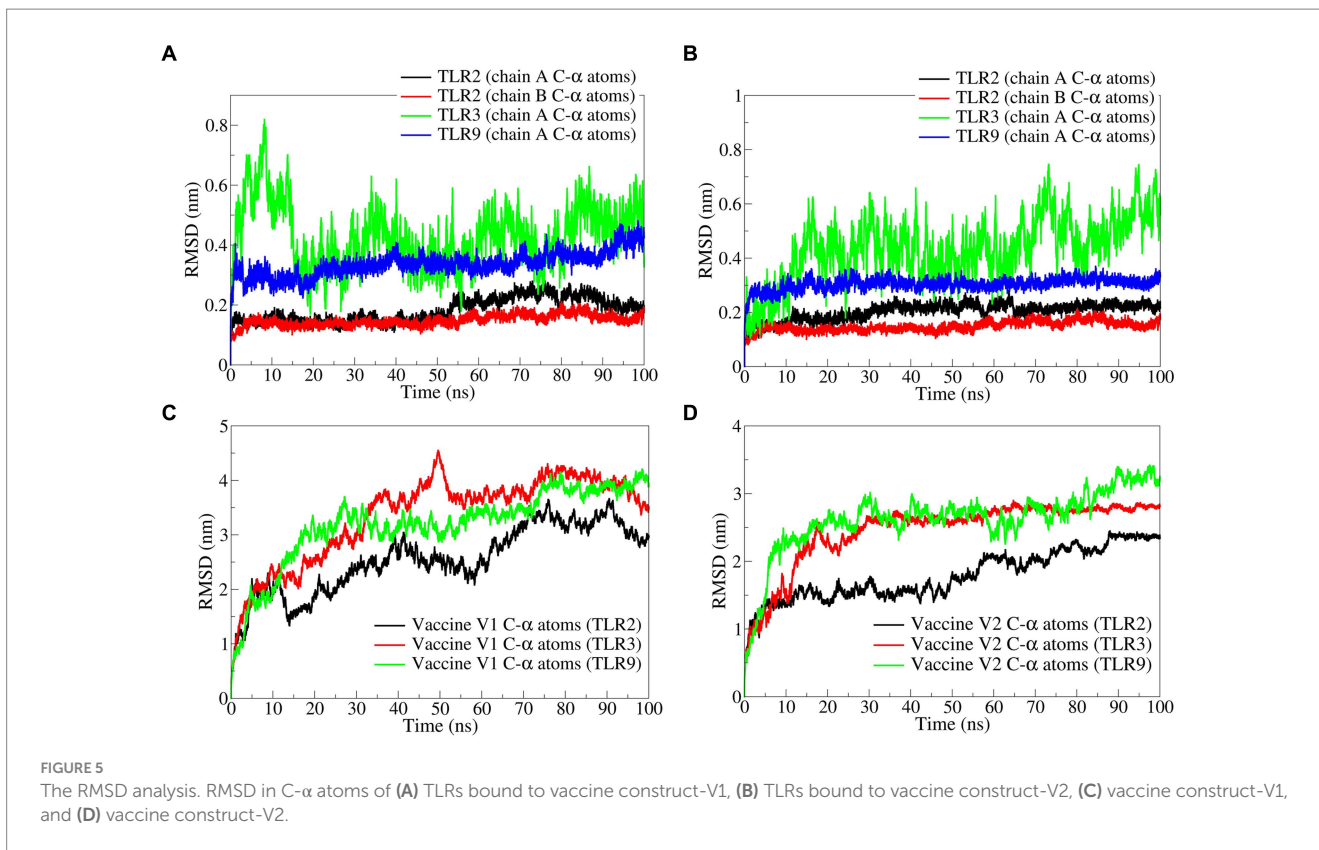 A
TLR2 (chain A C-α atoms)
TLR2 (chain B C-α atoms)
TLR3 (chain A C-α atoms)
TLR9 (chain A C-α atoms)
0.8
0.6
0.4
0.2
0
RMSD (nm)
0 10 20 30 40 50 60 70 80 90 100
Time (ns)
B
TLR2 (chain A C-α atoms)
TLR2 (chain B C-α atoms)
TLR3 (chain A C-α atoms)
TLR9 (chain A C-α atoms)
1
0.8
0.6
0.4
0.2
0
RMSD (nm)
0 10 20 30 40 50 60 70 80 90 100
Time (ns)
C
5
4
3
2
1
0
RMSD (nm)
Vaccine V1 C-α atoms (TLR2)
Vaccine V1 C-α atoms (TLR3)
Vaccine V1 C-α atoms (TLR9)
0 10 20 30 40 50 60 70 80 90 100
Time (ns)
D
4
3
2
1
0
RMSD (nm)
Vaccine V2 C-α atoms (TLR2)
Vaccine V2 C-α atoms (TLR3)
Vaccine V2 C-α atoms (TLR9)
0 10 20 30 40 50 60 70 80 90 100
Time (ns)
FIGURE 5
The RMSD analysis. RMSD in C-α atoms of (A) TLRs bound to vaccine construct-V1, (B) TLRs bound to vaccine construct-V2, (C) vaccine construct-V1,
and (D) vaccine construct-V2.